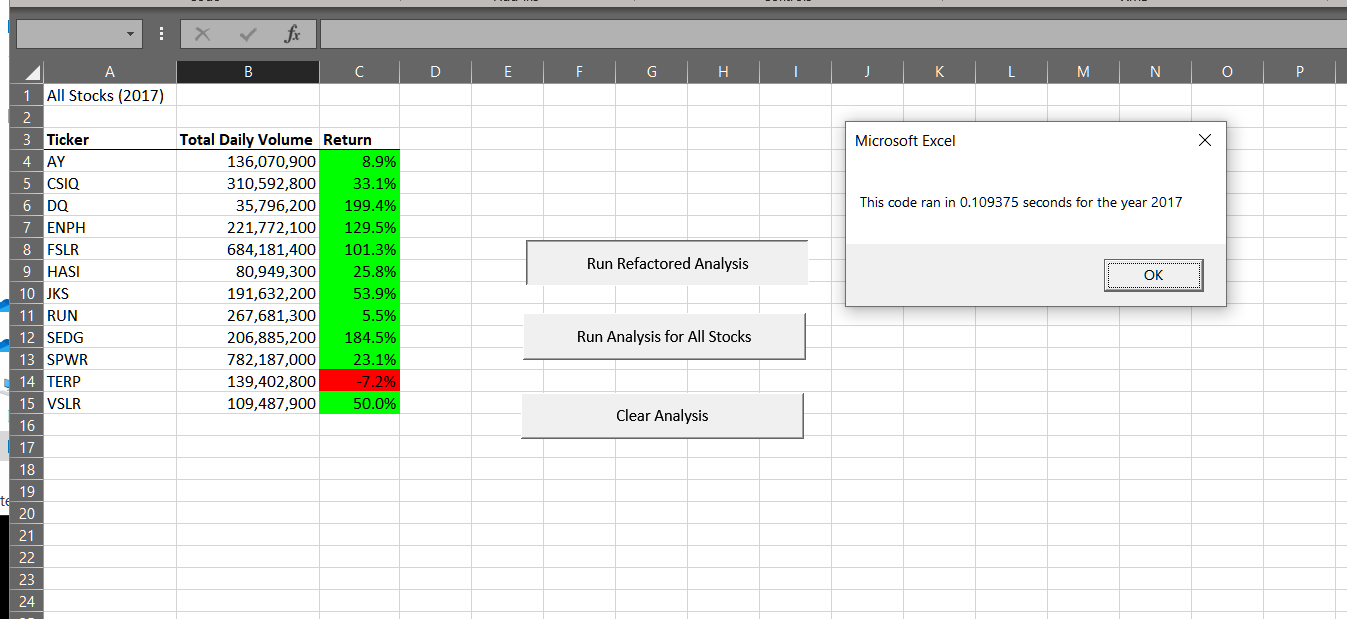 fx
A B C D E F G H I J K L M N O P
1 All Stocks (2017)
2
3 Ticker Total Daily Volume Return
4 AY 136,070,900 8.9%
5 CSIQ 310,592,800 33.1%
6 DQ 35,796,200 199.4%
7 ENPH 221,772,100 129.5%
8 FSLR 684,181,400 101.3%
9 HASI 80,949,300 25.8%
10 JKS 191,632,200 53.9%
11 RUN 267,681,300 5.5%
12 SEDG 206,885,200 184.5%
13 SPWR 782,187,000 23.1%
14 TERP 139,402,800 -7.2%
15 VSLR 109,487,900 50.0%
16
17
18
19
20
21
22
23
24
Run Refactored Analysis
Run Analysis for All Stocks
Clear Analysis
Microsoft Excel
This code ran in 0.109375 seconds for the year 2017
OK